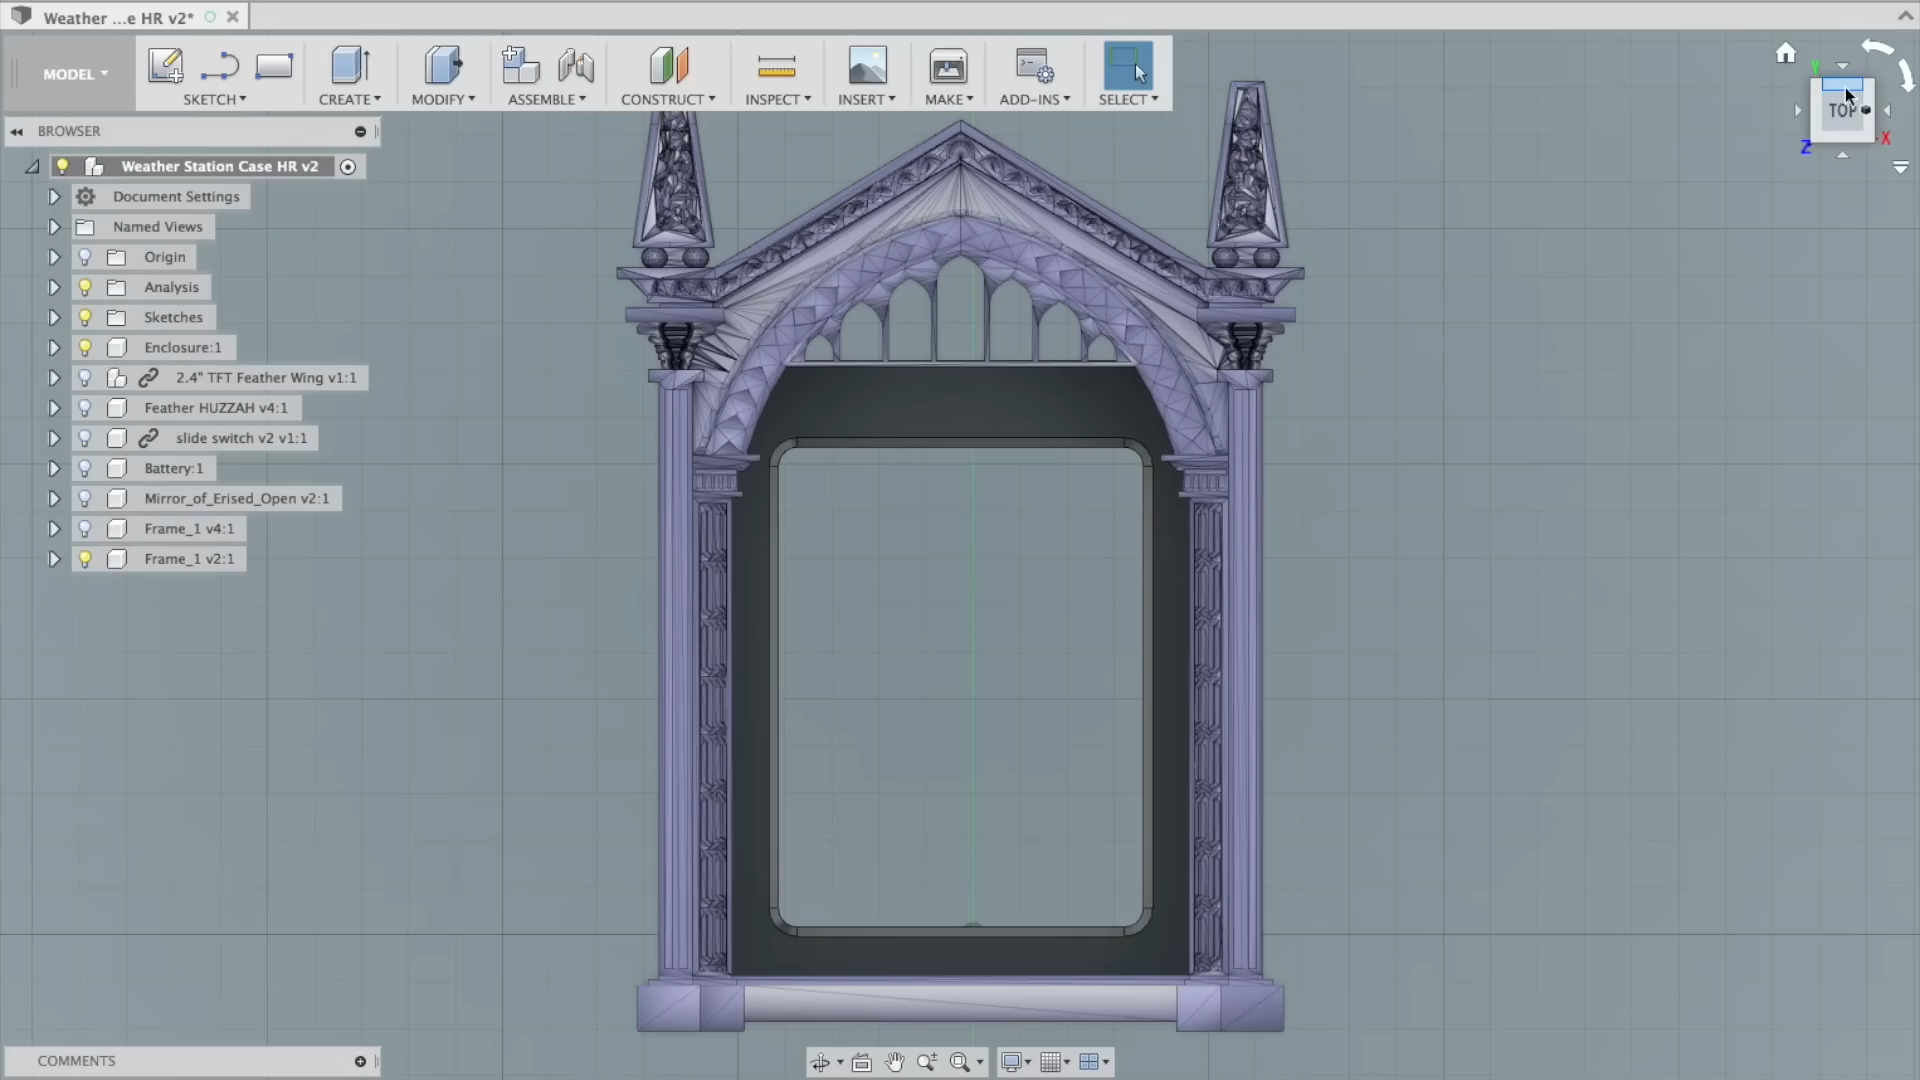 Weather ...e HR v2*
MODEL
SKETCH
CREATE
MODIFY
ASSEMBLE
CONSTRUCT
INSPECT
INSERT
MAKE
ADD-INS
SELECT
Y
TOP
X
Z
BROWSER
Weather Station Case HR v2
Document Settings
Named Views
Origin
Analysis
Sketches
Enclosure:1
2.4" TFT Feather Wing v1:1
Feather HUZZAH v4:1
slide switch v2 v1:1
Battery:1
Mirror_of_Erised_Open v2:1
Frame_1 v4:1
Frame_1 v2:1
COMMENTS